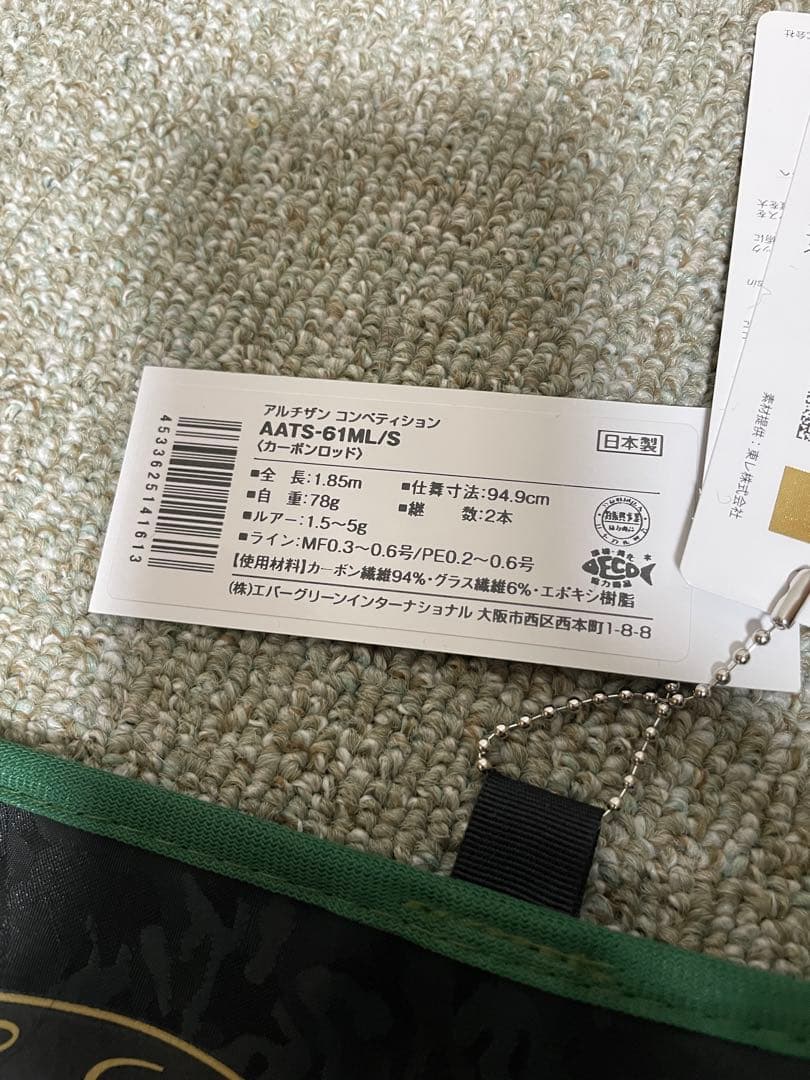 アルチザン コンペティション
AATS-61ML/S
〈カーボンロッド〉
日本製
■全 長:1.85m ■仕舞寸法:94.9cm
■自 重:78g ■継 数:2本
■ルアー:1.5〜5g
■ライン:MF0.3〜0.6号/PE0.2〜0.6号
【使用材料】カーボン繊維94%・グラス繊維6%・エポキシ樹脂
(株)エバーグリーンインターナショナル 大阪市西区西本町1-8-8
4533625141613
ECO
素材提供:東レ株式会社